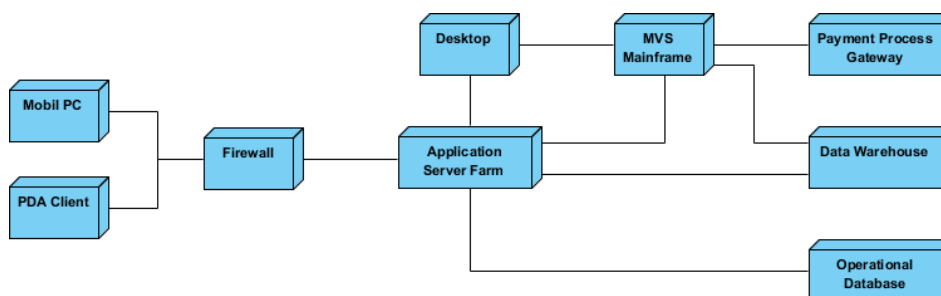 Desktop
MVS
Mainframe
Payment Process
Gateway
Mobil PC
Firewall
Application
Server Farm
Data Warehouse
PDA Client
Operational
Database